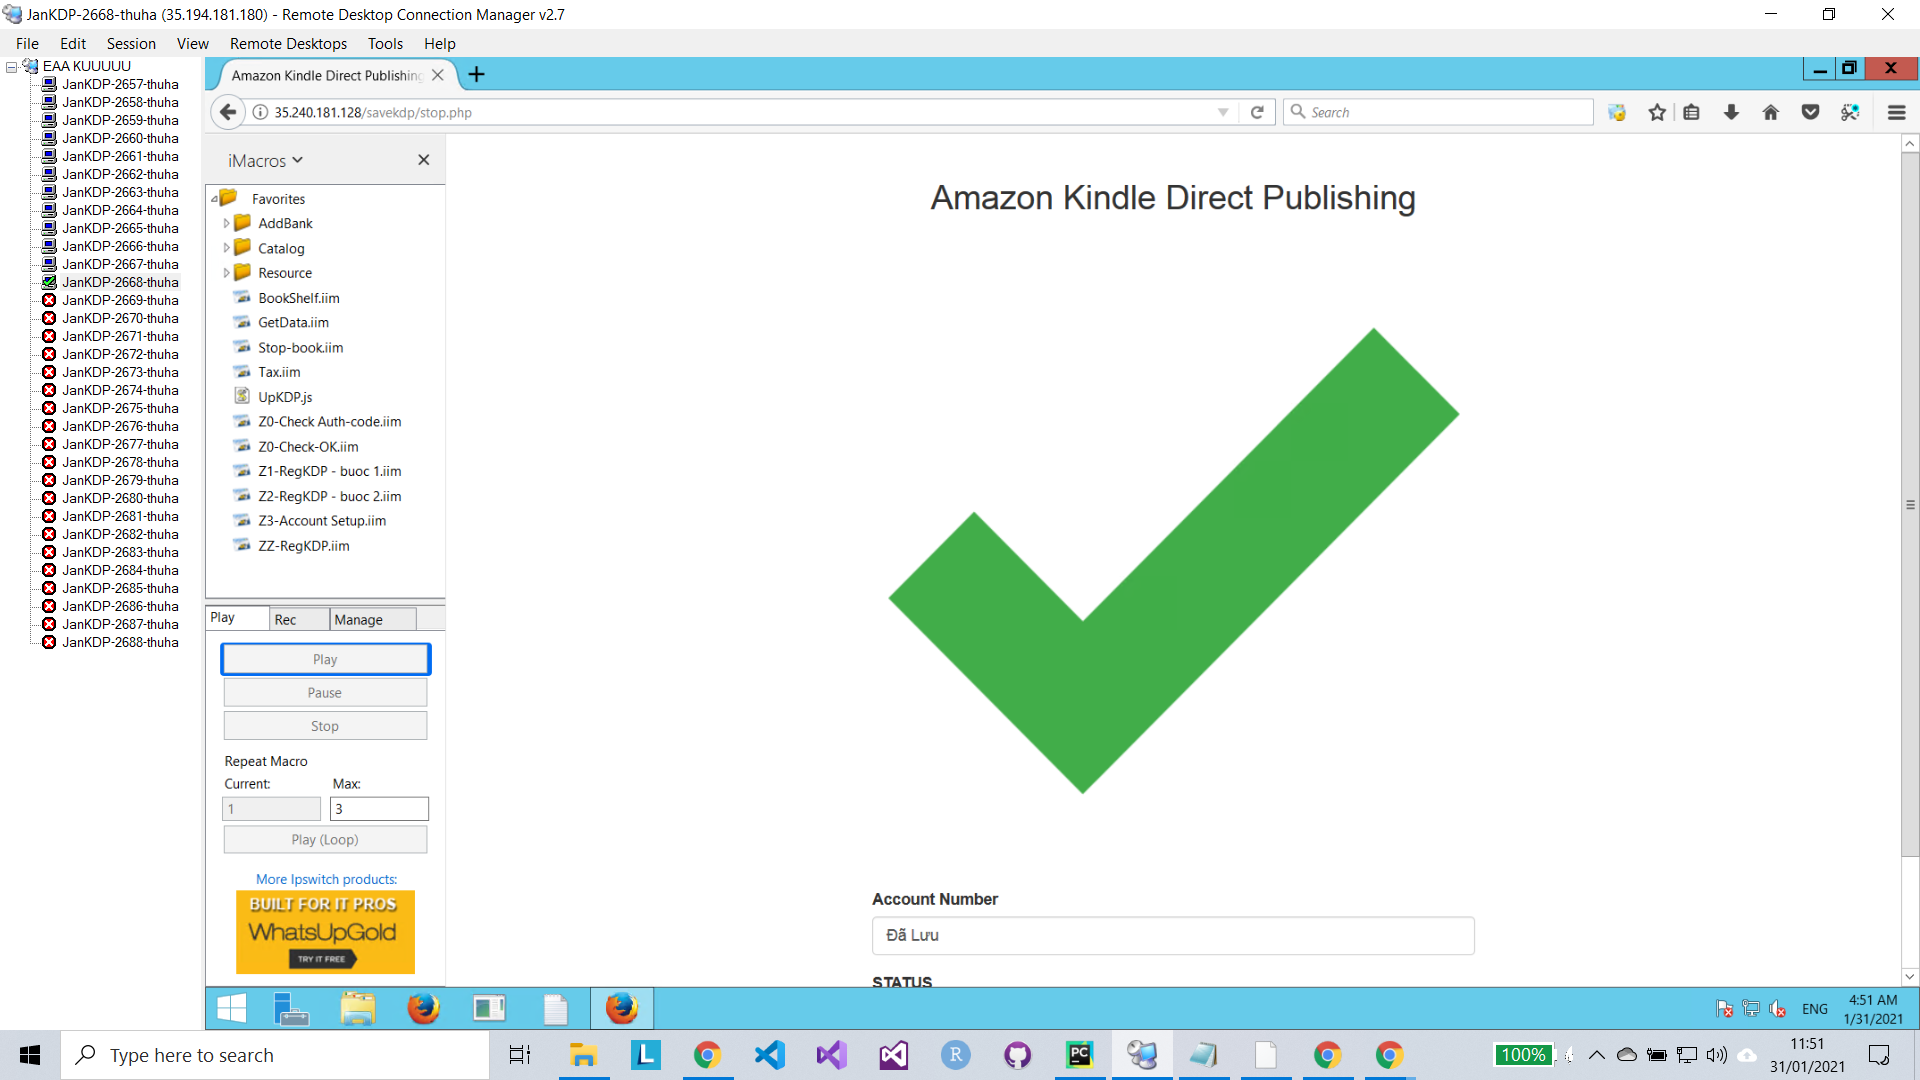 JanKDP-2668-thuha (35.194.181.180) - Remote Desktop Connection Manager v2.7
File Edit Session View Remote Desktops Tools Help
EAA KUUUUU
JanKDP-2657-thuha
JanKDP-2658-thuha
JanKDP-2659-thuha
JanKDP-2660-thuha
JanKDP-2661-thuha
JanKDP-2662-thuha
JanKDP-2663-thuha
JanKDP-2664-thuha
JanKDP-2665-thuha
JanKDP-2666-thuha
JanKDP-2667-thuha
JanKDP-2668-thuha
JanKDP-2669-thuha
JanKDP-2670-thuha
JanKDP-2671-thuha
JanKDP-2672-thuha
JanKDP-2673-thuha
JanKDP-2674-thuha
JanKDP-2675-thuha
JanKDP-2676-thuha
JanKDP-2677-thuha
JanKDP-2678-thuha
JanKDP-2679-thuha
JanKDP-2680-thuha
JanKDP-2681-thuha
JanKDP-2682-thuha
JanKDP-2683-thuha
JanKDP-2684-thuha
JanKDP-2685-thuha
JanKDP-2686-thuha
JanKDP-2687-thuha
JanKDP-2688-thuha
Amazon Kindle Direct Publishing
35.240.181.128/savekdp/stop.php
Search
iMacros
Favorites
AddBank
Catalog
Resource
BookShelf.iim
GetData.iim
Stop-book.iim
Tax.iim
UpKDP.js
Z0-Check Auth-code.iim
Z0-Check-OK.iim
Z1-RegKDP - buoc 1.iim
Z2-RegKDP - buoc 2.iim
Z3-Account Setup.iim
ZZ-RegKDP.iim
Play Rec Manage
Play
Pause
Stop
Repeat Macro
Current: Max:
1 3
Play (Loop)
More Ipswitch products:
BUILT FOR IT PROS
WhatsUpGold
TRY IT FREE
Amazon Kindle Direct Publishing
Account Number
Đã Lưu
STATUS
ENG
4:51 AM
1/31/2021
Type here to search
L
R
PC
100%
11:51
31/01/2021